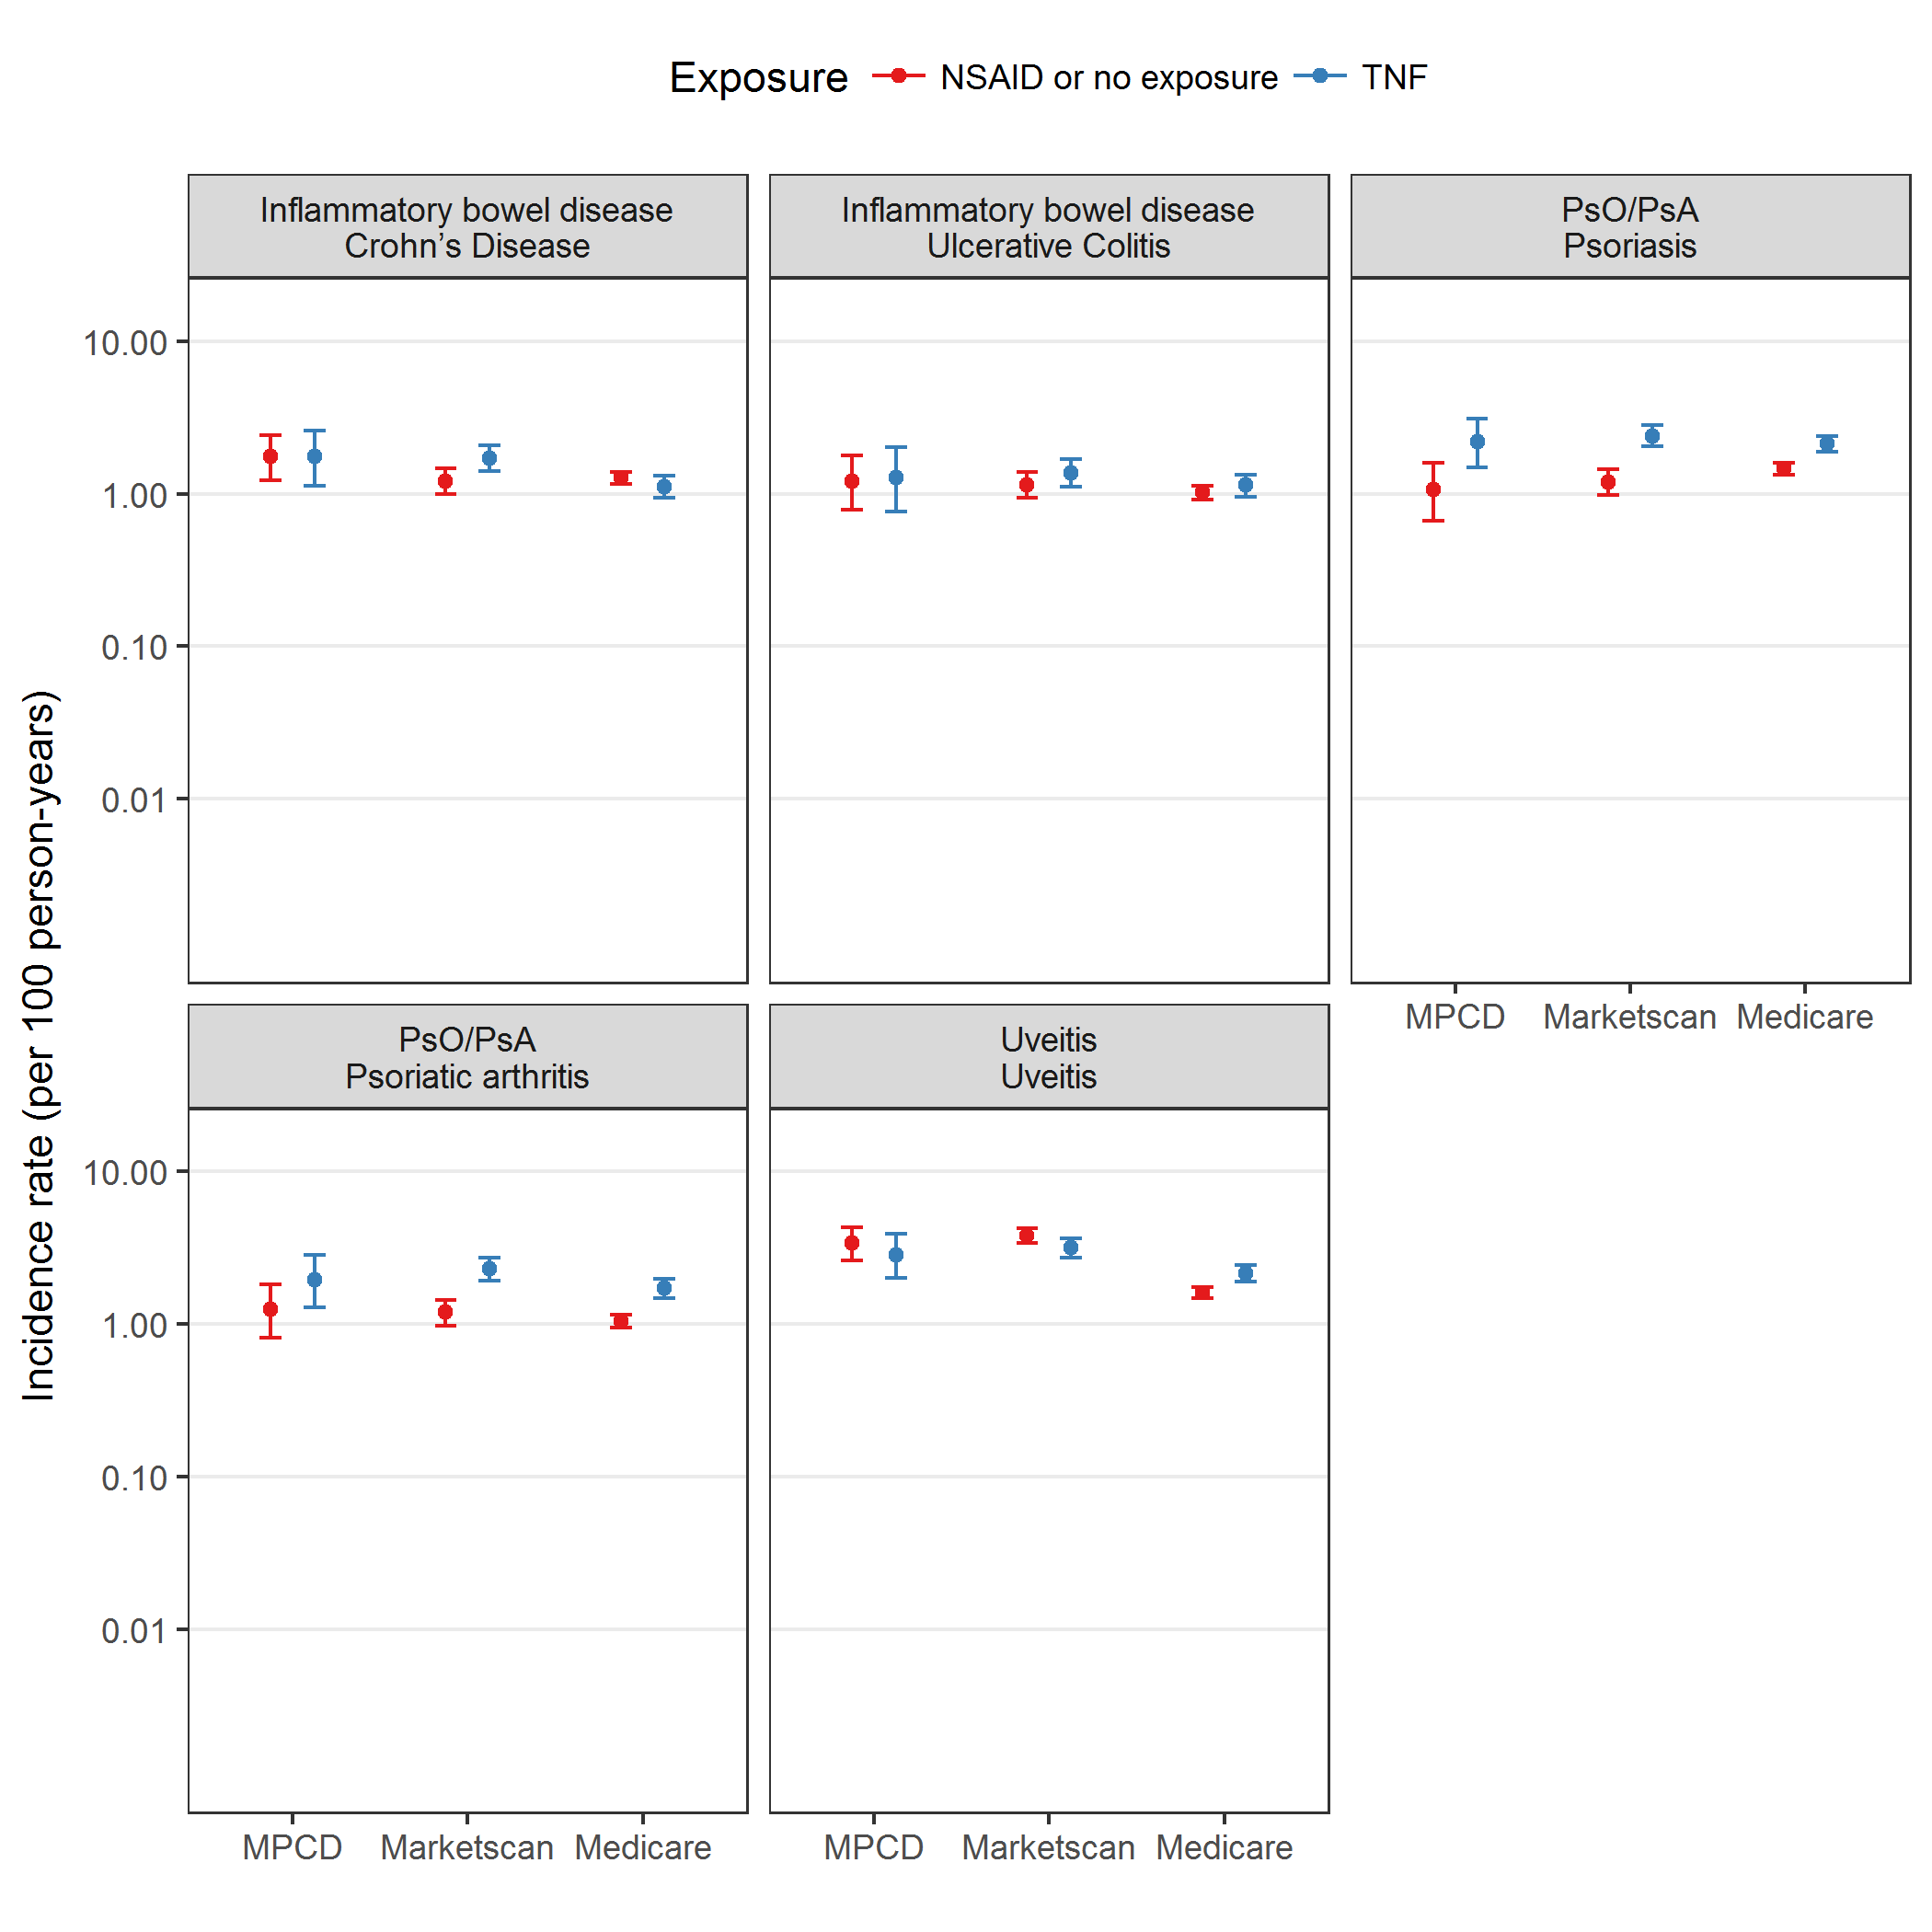 Exposure NSAID or no exposure TNF
Inflammatory bowel disease
Crohn’s Disease
Inflammatory bowel disease
Ulcerative Colitis
PsO/PsA
Psoriasis
10.00
1.00
0.10
0.01
MPCD Marketscan Medicare
PsO/PsA
Psoriatic arthritis
Uveitis
Uveitis
10.00
1.00
0.10
0.01
MPCD Marketscan Medicare
MPCD Marketscan Medicare
Incidence rate (per 100 person-years)